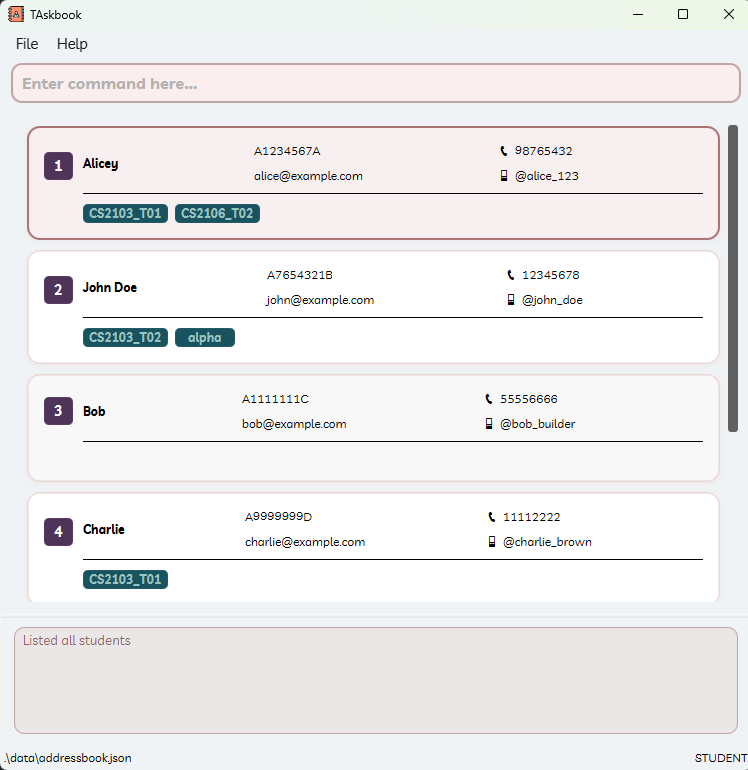 TAskbook
File Help
Enter command here...
1 Alicey A1234567A 98765432
alice@example.com @alice_123
CS2103_T01 CS2106_T02
2 John Doe A7654321B 12345678
john@example.com @john_doe
CS2103_T02 alpha
3 Bob A1111111C 55556666
bob@example.com @bob_builder
4 Charlie A9999999D 11112222
charlie@example.com @charlie_brown
CS2103_T01
Listed all students
.\data\addressbook.json STUDENT